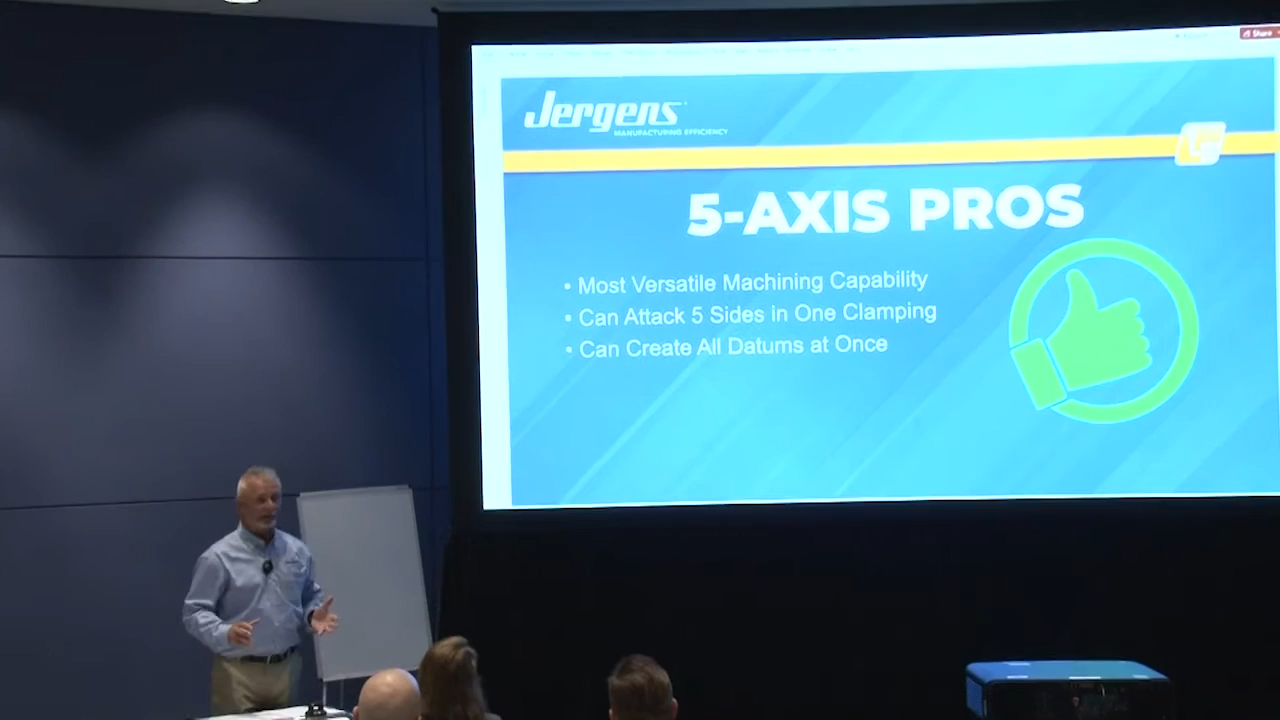 Share
Jergens
MANUFACTURING EFFICIENCY
5-AXIS PROS
• Most Versatile Machining Capability
• Can Attack 5 Sides in One Clamping
• Can Create All Datums at Once